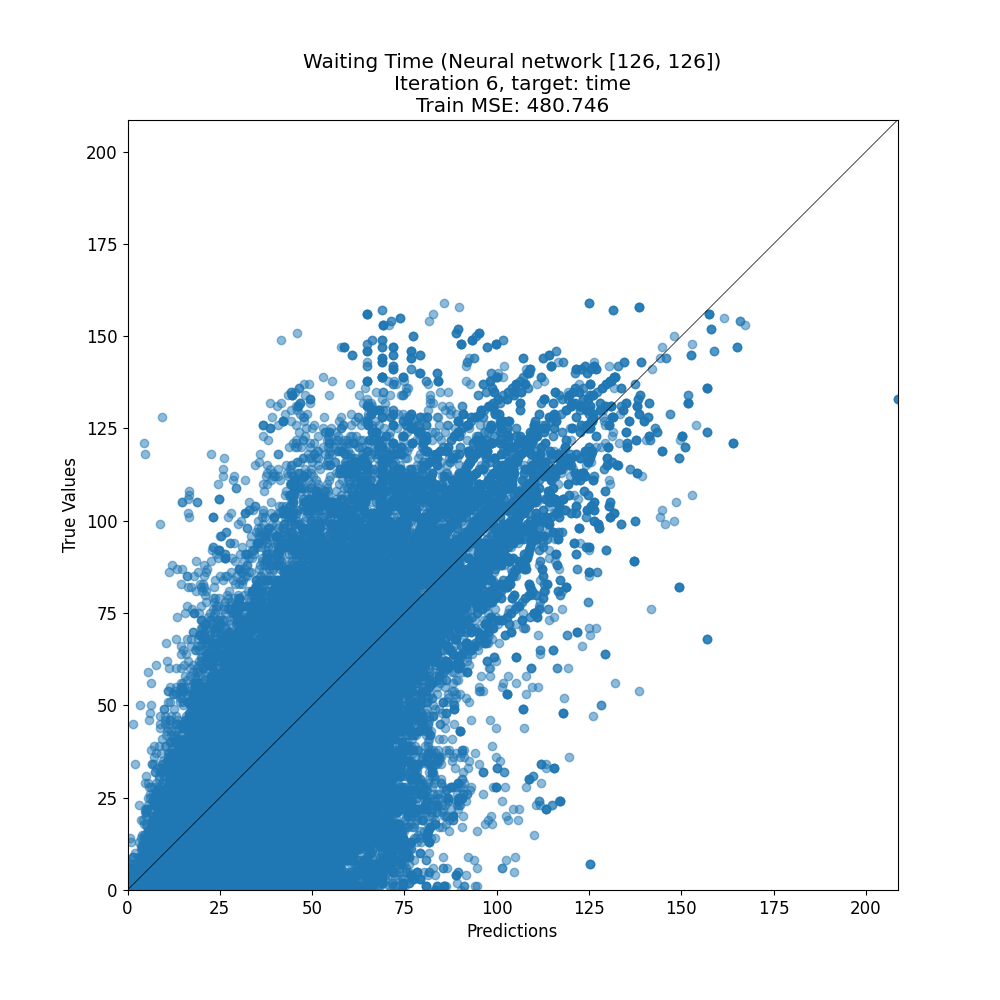 Waiting Time (Neural network [126, 126])
Iteration 6, target: time
Train MSE: 480.746
200
175
150
125
100
75
50
25
0
True Values
0 25 50 75 100 125 150 175 200
Predictions